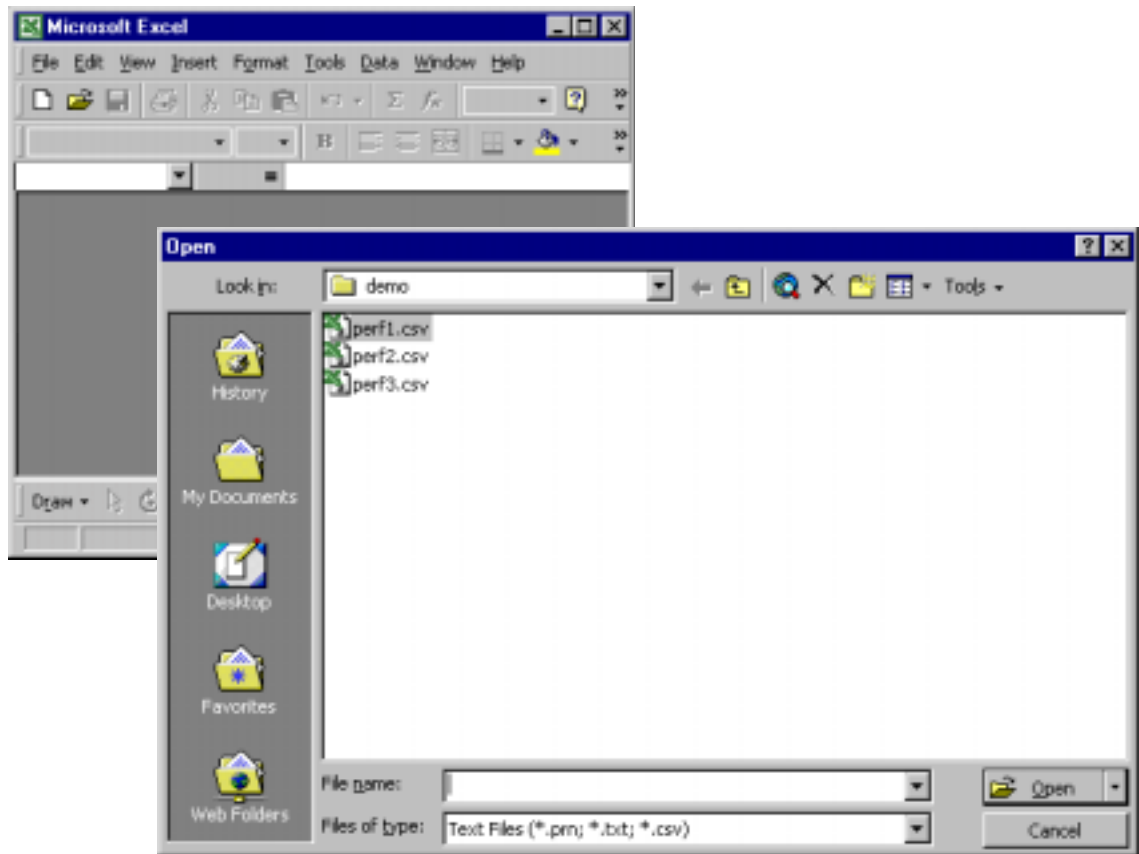 Microsoft Excel
File Edit View Insert Format Tools Data Window Help
B
=
Open
Look in: demo Tools
perf1.csv
perf2.csv
perf3.csv
History
My Documents
Desktop
Favorites
Web Folders
Draw
File name: Open
Files of type: Text Files (*.prn; *.txt; *.csv) Cancel